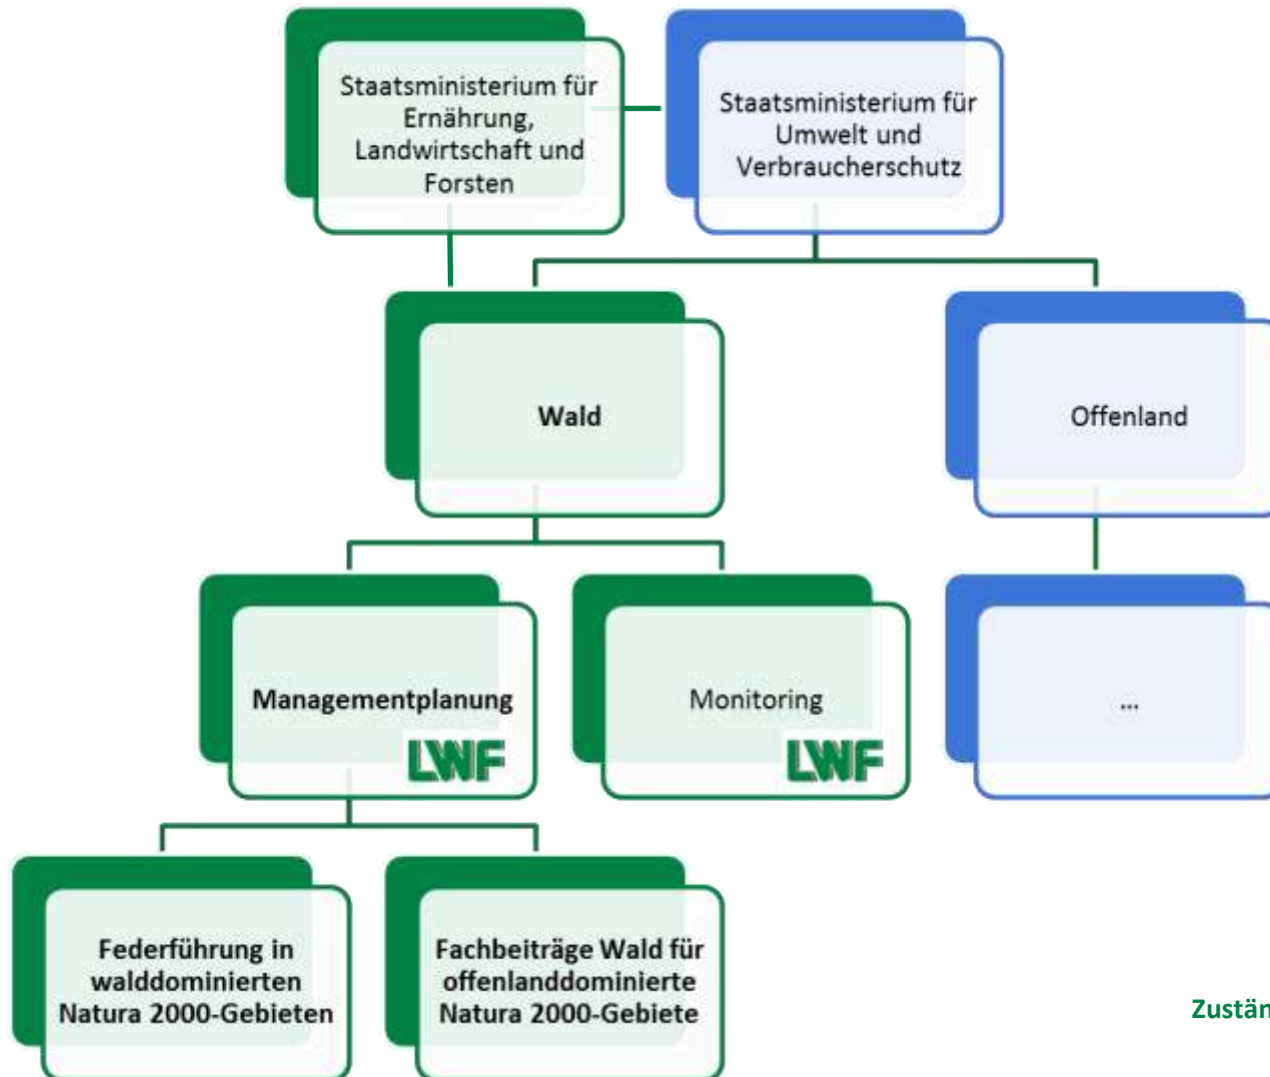 Staatsministerium für
Ernährung,
Landwirtschaft und
Forsten
Staatsministerium für
Umwelt und
Verbraucherschutz
Wald
Offenland
Managementplanung
LWF
Monitoring
LWF
...
Federführung in
walddominierten
Natura 2000-Gebieten
Fachbeiträge Wald für
offenlanddominierte
Natura 2000-Gebiete
Zustän